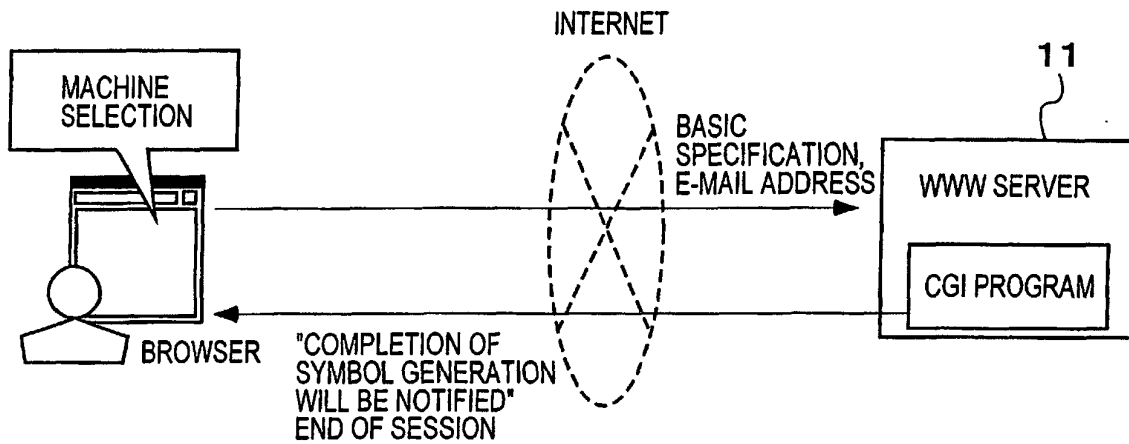 INTERNET
11
MACHINE
SELECTION
BASIC
SPECIFICATION,
E-MAIL ADDRESS
WWW SERVER
CGI PROGRAM
BROWSER
"COMPLETION OF
SYMBOL GENERATION
WILL BE NOTIFIED"
END OF SESSION